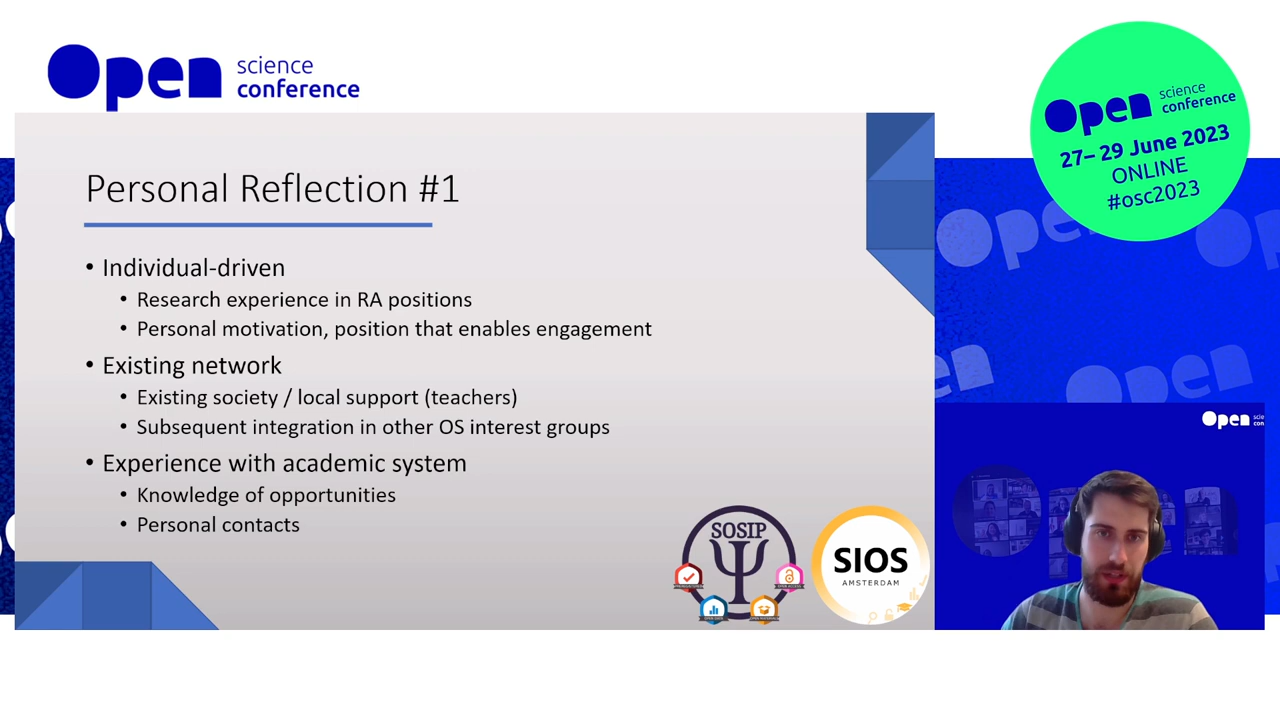 Open science conference
Open science conference
27– 29 June 2023
ONLINE
#osc2023
Personal Reflection #1
• Individual-driven
• Research experience in RA positions
• Personal motivation, position that enables engagement
• Existing network
• Existing society / local support (teachers)
• Subsequent integration in other OS interest groups
• Experience with academic system
• Knowledge of opportunities
• Personal contacts
SOSIP
SIOS
AMSTERDAM
Open